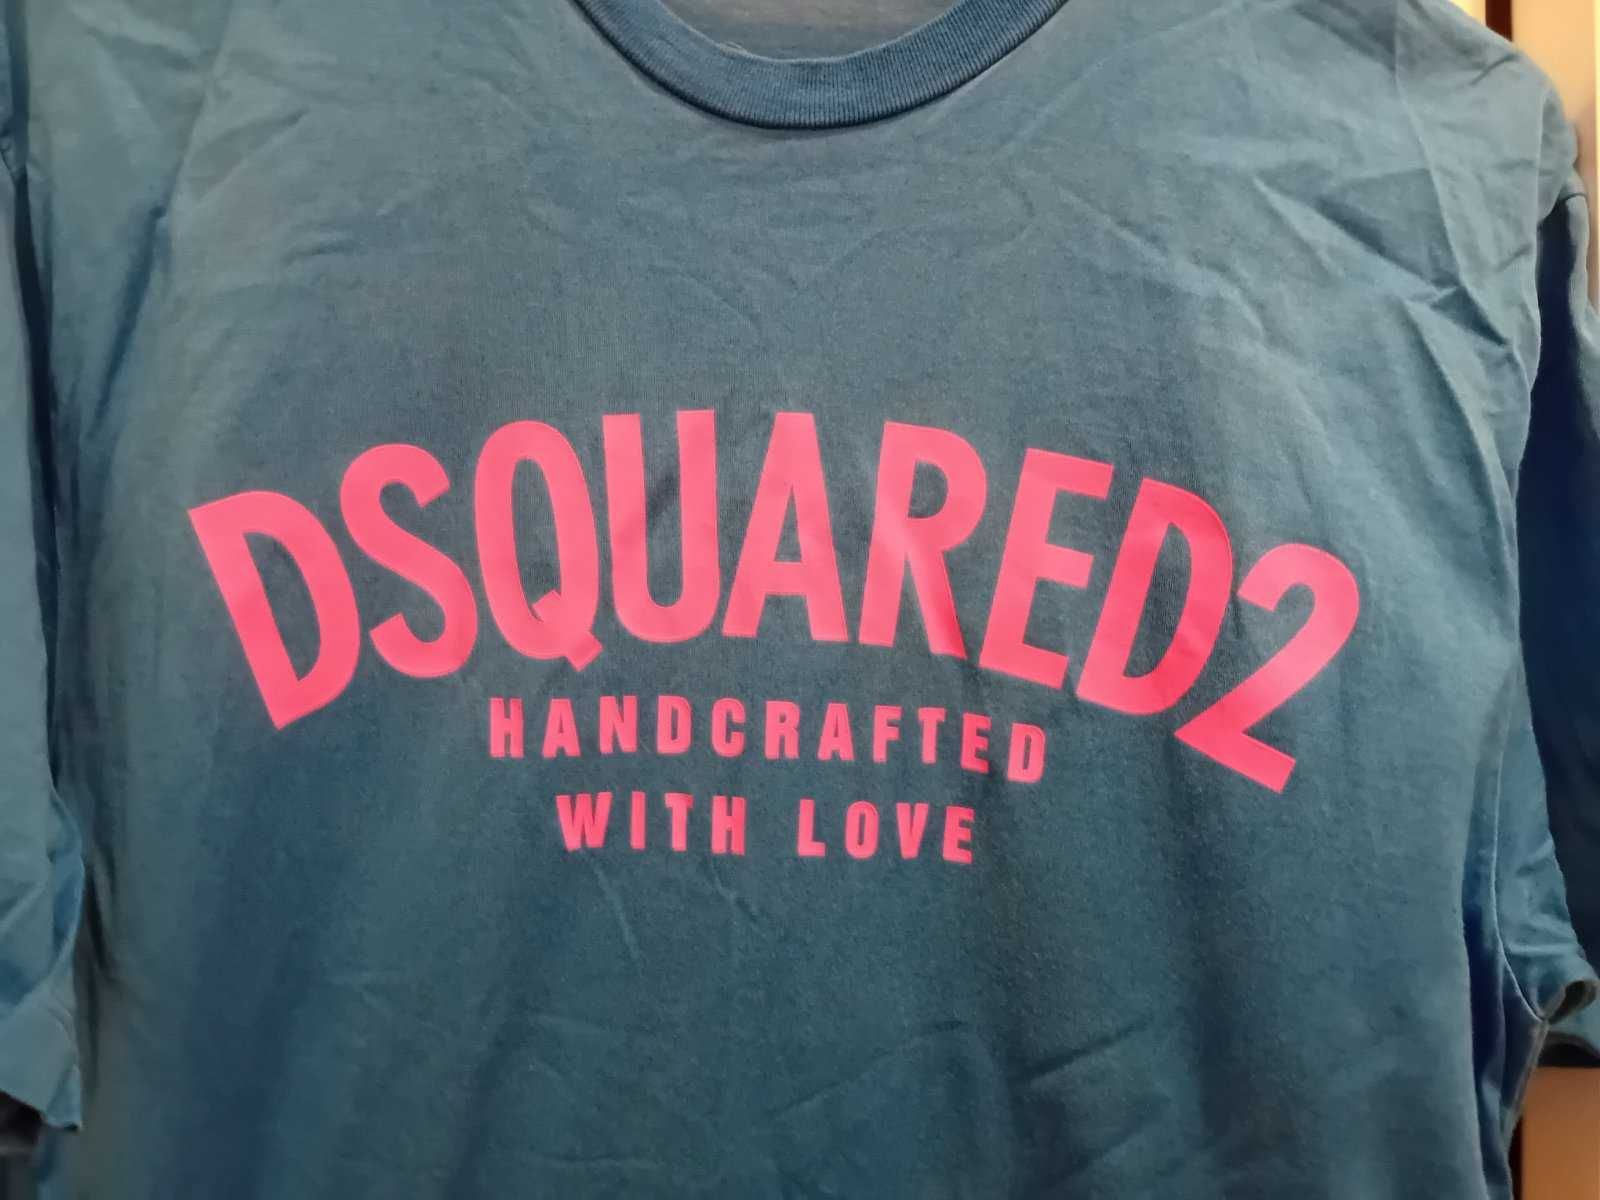 DSQUARED2
HANDCRAFTED
WITH LOVE